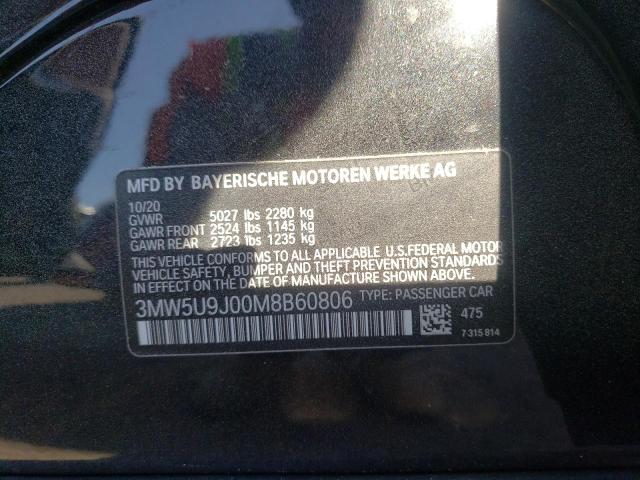 MFD BY BAYERISCHE MOTOREN WERKE AG
10/20
GVWR 5027 lbs 2280 kg
GAWR FRONT 2524 lbs 1145 kg
GAWR REAR 2723 lbs 1235 kg
THIS VEHICLE CONFORMS TO ALL APPLICABLE U.S.FEDERAL MOTOR
VEHICLE SAFETY, BUMPER AND THEFT PREVENTION STANDARDS
IN EFFECT ON THE DATE OF MANUFACTURE SHOWN ABOVE.
3MW5U9J00M8B60806 TYPE: PASSENGER CAR
475
7 315 814